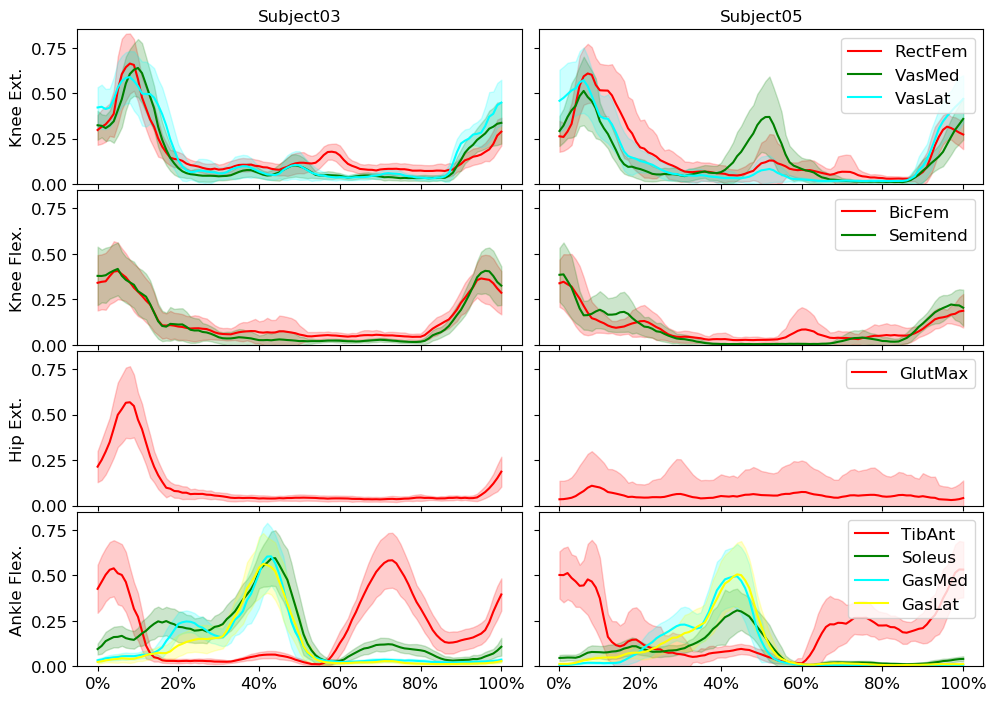 Subject03
Subject05
Knee Ext.
0.75
0.50
0.25
0.00
RectFem
VasMed
VasLat
Knee Flex.
0.75
0.50
0.25
0.00
BicFem
Semitend
Hip Ext.
0.75
0.50
0.25
0.00
GlutMax
Ankle Flex.
0.75
0.50
0.25
0.00
TibAnt
Soleus
GasMed
GasLat
0% 20% 40% 60% 80% 100%
0% 20% 40% 60% 80% 100%